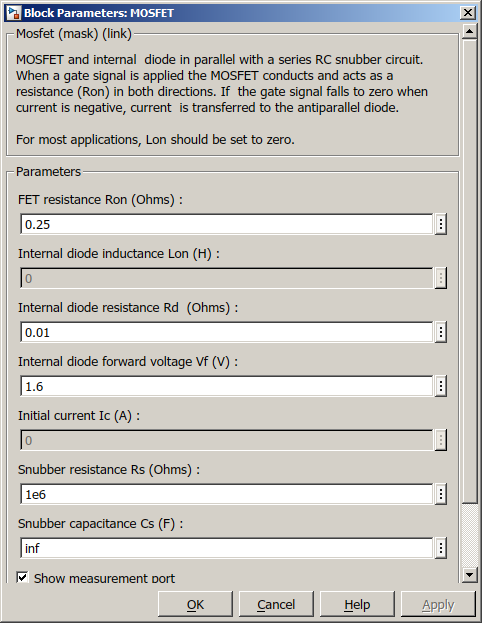 Block Parameters: MOSFET
Mosfet (mask) (link)
MOSFET and internal  diode in parallel with a series RC snubber circuit.
When a gate signal is applied the MOSFET conducts and acts as a
resistance (Ron) in both directions. If  the gate signal falls to zero when
current is negative, current  is transferred to the antiparallel diode.
For most applications, Lon should be set to zero.
Parameters
FET resistance Ron (Ohms) :
0.25
Internal diode inductance Lon (H) :
0
Internal diode resistance Rd  (Ohms) :
0.01
Internal diode forward voltage Vf (V) :
1.6
Initial current Ic (A) :
0
Snubber resistance Rs (Ohms) :
1e6
Snubber capacitance Cs (F) :
inf
Show measurement port
OK Cancel Help Apply